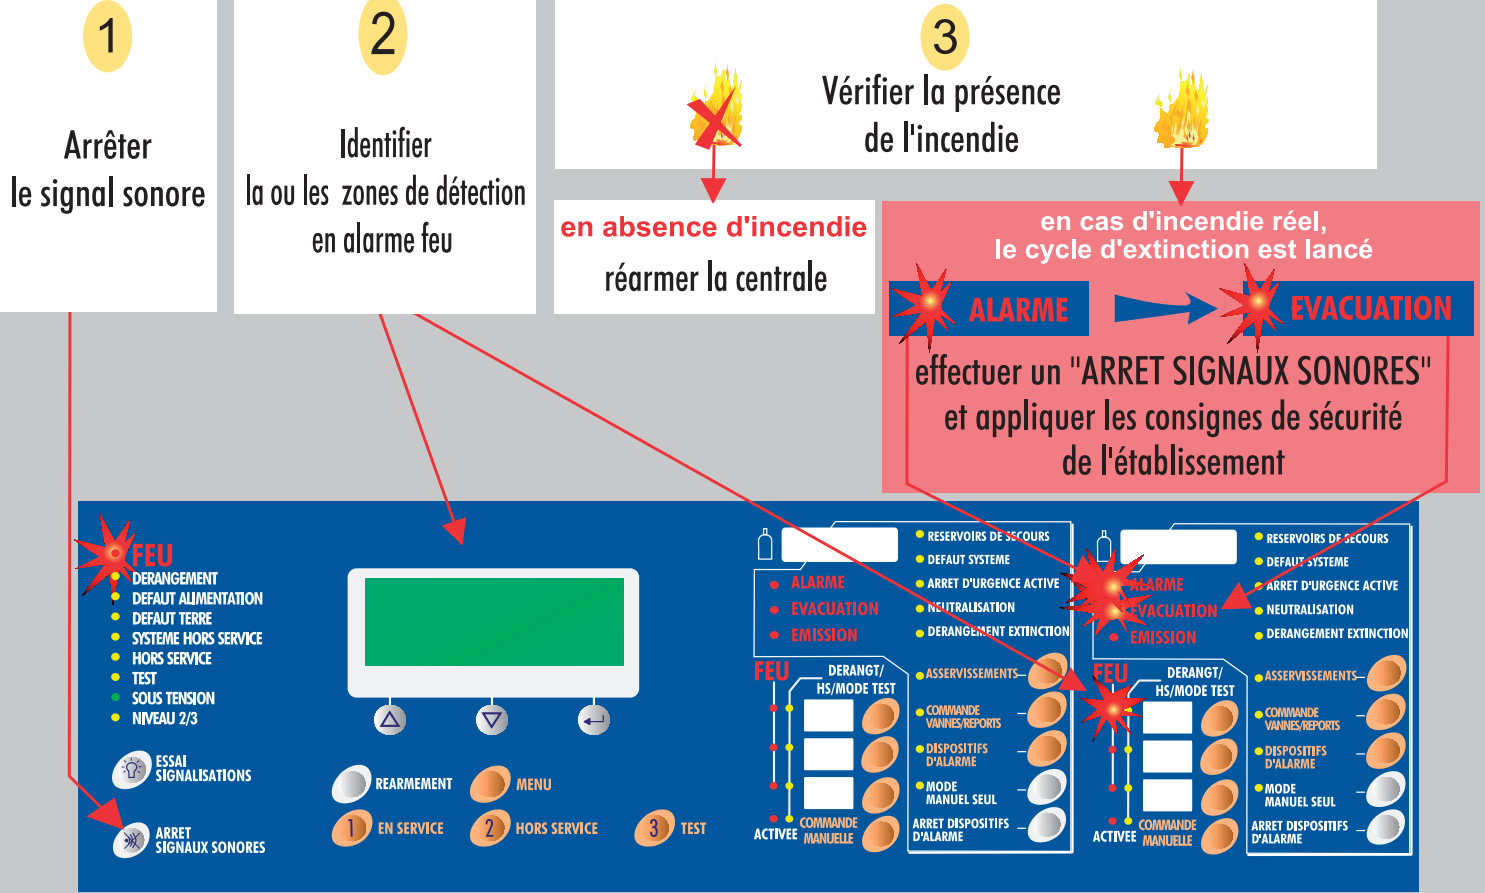 1
Arrêter
le signal sonore
2
Identifier
la ou les zones de détection
en alarme feu
3
Vérifier la présence
de l'incendie
en absence d'incendie
réarmer la centrale
en cas d'incendie réel,
le cycle d'extinction est lancé
ALARME
EVACUATION
effectuer un "ARRET SIGNAUX SONORES"
et appliquer les consignes de sécurité
de l'établissement
FEU
DERANGEMENT
DEFAUT ALIMENTATION
DEFAUT TERRE
SYSTEME HORS SERVICE
HORS SERVICE
TEST
SOUS TENSION
NIVEAU 2/3
ESSAI
SIGNALISATIONS
ARRET
SIGNAUX SONORES
REARMEMENT
MENU
1 EN SERVICE
2 HORS SERVICE
3 TEST
RESERVOIRS DE SECOURS
DEFAUT SYSTEME
ARRET D'URGENCE ACTIVE
NEUTRALISATION
DERANGEMENT EXTINCTION
ALARME
EVACUATION
EMISSION
FEU
DERANGT/
HS/MODE TEST
ACTIVEE
COMMANDE
MANUELLE
ASSERVISSEMENTS
COMMANDE
VANNES/REPORTS
DISPOSITIFS
D'ALARME
MODE
MANUEL SEUL
ARRET DISPOSITIFS
D'ALARME
RESERVOIRS DE SECOURS
DEFAUT SYSTEME
ARRET D'URGENCE ACTIVE
NEUTRALISATION
DERANGEMENT EXTINCTION
ALARME
EVACUATION
EMISSION
FEU
DERANGT/
HS/MODE TEST
ACTIVEE
COMMANDE
MANUELLE
ASSERVISSEMENTS
COMMANDE
VANNES/REPORTS
DISPOSITIFS
D'ALARME
MODE
MANUEL SEUL
ARRET DISPOSITIFS
D'ALARME